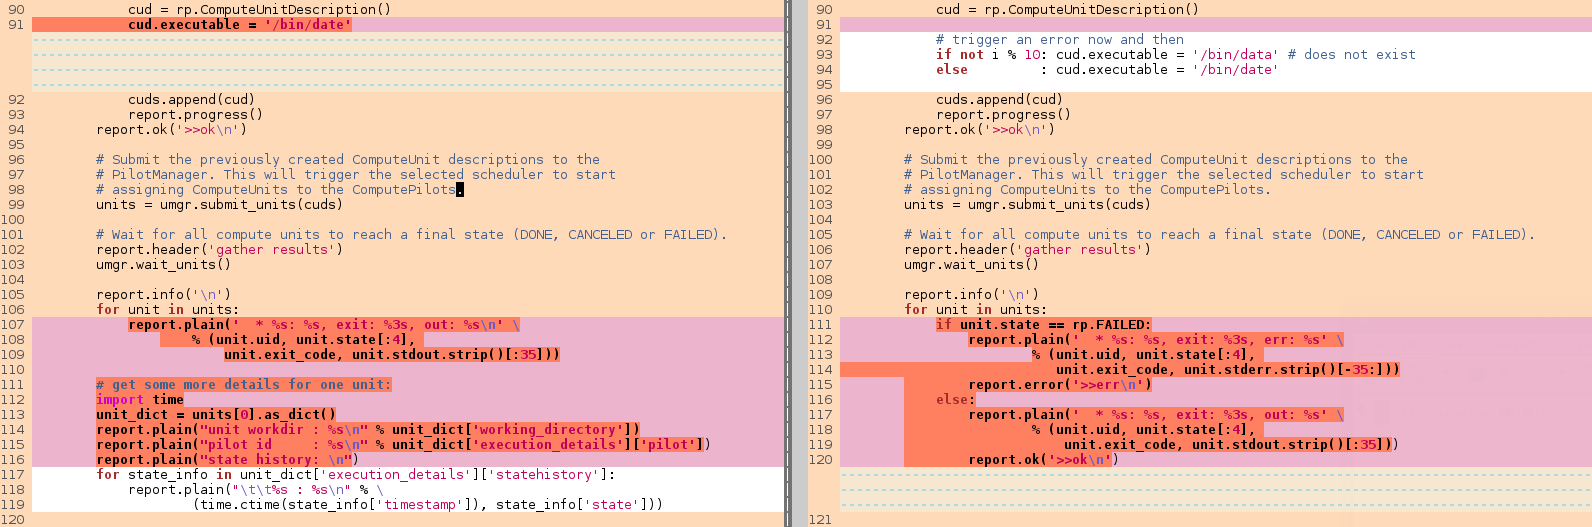 90             cud = rp.ComputeUnitDescription()
91             cud.executable = '/bin/date'
92             cuds.append(cud)
93             report.progress()
94         report.ok('>>ok\n')
95
96         # Submit the previously created ComputeUnit descriptions to the
97         # PilotManager. This will trigger the selected scheduler to start
98         # assigning ComputeUnits to the ComputePilots.
99         units = umgr.submit_units(cuds)
100
101         # Wait for all compute units to reach a final state (DONE, CANCELED or FAILED).
102         report.header('gather results')
103         umgr.wait_units()
104
105         report.info('\n')
106         for unit in units:
107             report.plain('  * %s: %s, exit: %3s, out: %s\n' \
108                     % (unit.uid, unit.state[:4],
109                         unit.exit_code, unit.stdout.strip()[:35]))
110
111         # get some more details for one unit:
112         import time
113         unit_dict = units[0].as_dict()
114         report.plain("unit workdir : %s\n" % unit_dict['working_directory'])
115         report.plain("pilot id     : %s\n" % unit_dict['execution_details']['pilot'])
116         report.plain("state history: \n")
117         for state_info in unit_dict['execution_details']['statehistory']:
118             report.plain("\t\t%s : %s\n" % \
119                     (time.ctime(state_info['timestamp']), state_info['state']))
120
90             cud = rp.ComputeUnitDescription()
91
92             # trigger an error now and then
93             if not i % 10: cud.executable = '/bin/data' # does not exist
94             else         : cud.executable = '/bin/date'
95
96             cuds.append(cud)
97             report.progress()
98         report.ok('>>ok\n')
99
100         # Submit the previously created ComputeUnit descriptions to the
101         # PilotManager. This will trigger the selected scheduler to start
102         # assigning ComputeUnits to the ComputePilots.
103         units = umgr.submit_units(cuds)
104
105         # Wait for all compute units to reach a final state (DONE, CANCELED or FAILED).
106         report.header('gather results')
107         umgr.wait_units()
108
109         report.info('\n')
110         for unit in units:
111             if unit.state == rp.FAILED:
112                 report.plain('  * %s: %s, exit: %3s, err: %s' \
113                         % (unit.uid, unit.state[:4],
114                            unit.exit_code, unit.stderr.strip()[-35:]))
115                 report.error('>>err\n')
116             else:
117                 report.plain('  * %s: %s, exit: %3s, out: %s' \
118                         % (unit.uid, unit.state[:4],
119                             unit.exit_code, unit.stdout.strip()[:35]))
120                 report.ok('>>ok\n')
121